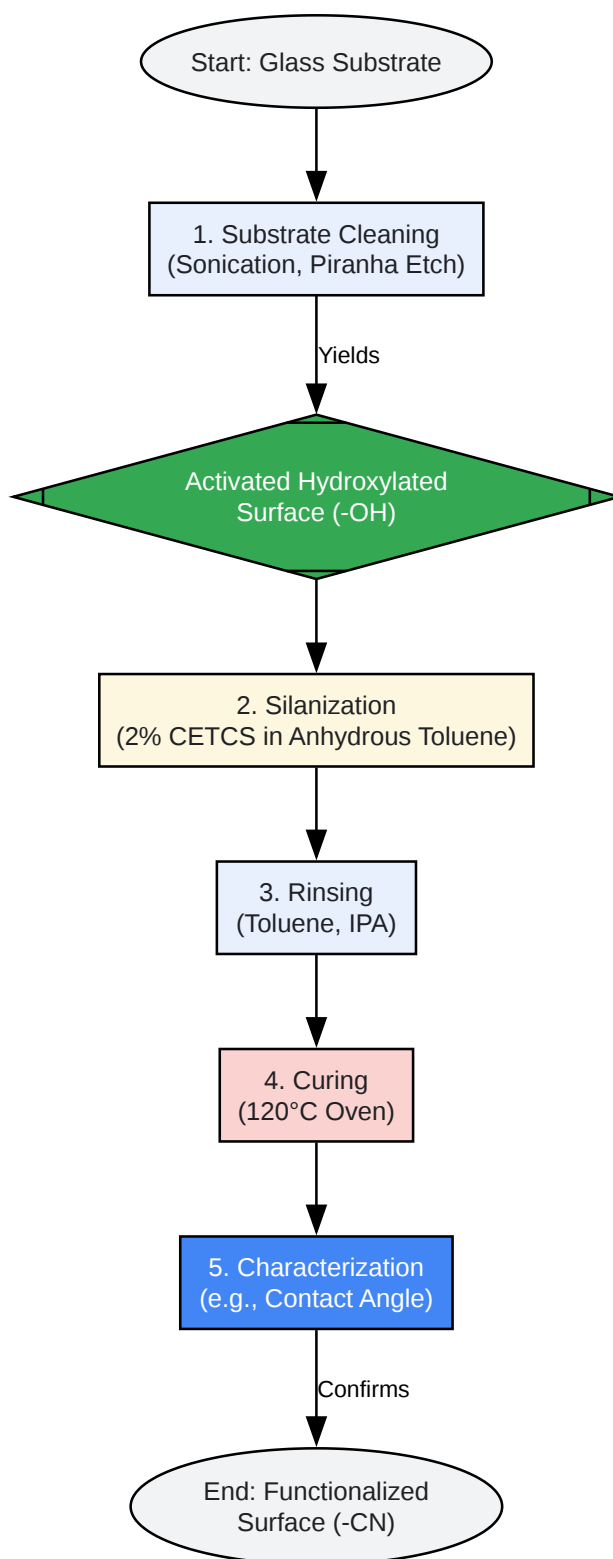 Start: Glass Substrate
1. Substrate Cleaning
(Sonication, Piranha Etch)
Yields
Activated Hydroxylated
Surface (-OH)
2. Silanization
(2% CETCS in Anhydrous Toluene)
3. Rinsing
(Toluene, IPA)
4. Curing
(120°C Oven)
5. Characterization
(e.g., Contact Angle)
Confirms
End: Functionalized
Surface (-CN)